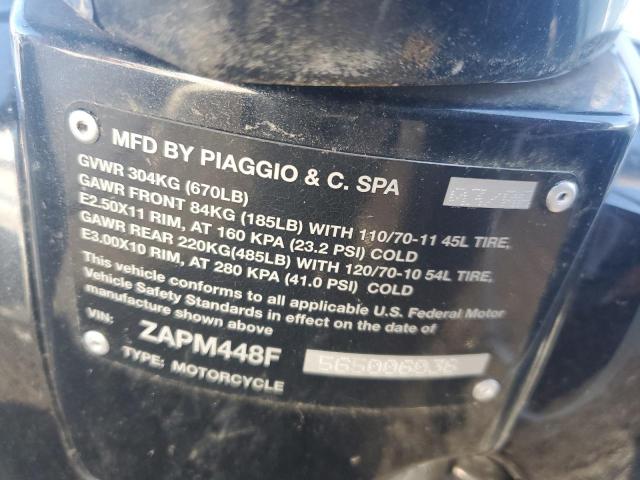 MFD BY PIAGGIO & C. SPA
GVWR 304KG (670LB)
GAWR FRONT 84KG (185LB) WITH 110/70-11 45L TIRE,
E2.50X11 RIM, AT 160 KPA (23.2 PSI) COLD
GAWR REAR 220KG(485LB) WITH 120/70-10 54L TIRE,
E3.00X10 RIM, AT 280 KPA (41.0 PSI) COLD
This vehicle conforms to all applicable U.S. Federal Motor
Vehicle Safety Standards in effect on the date of
manufacture shown above
VIN: ZAPM448F 565006036
TYPE: MOTORCYCLE